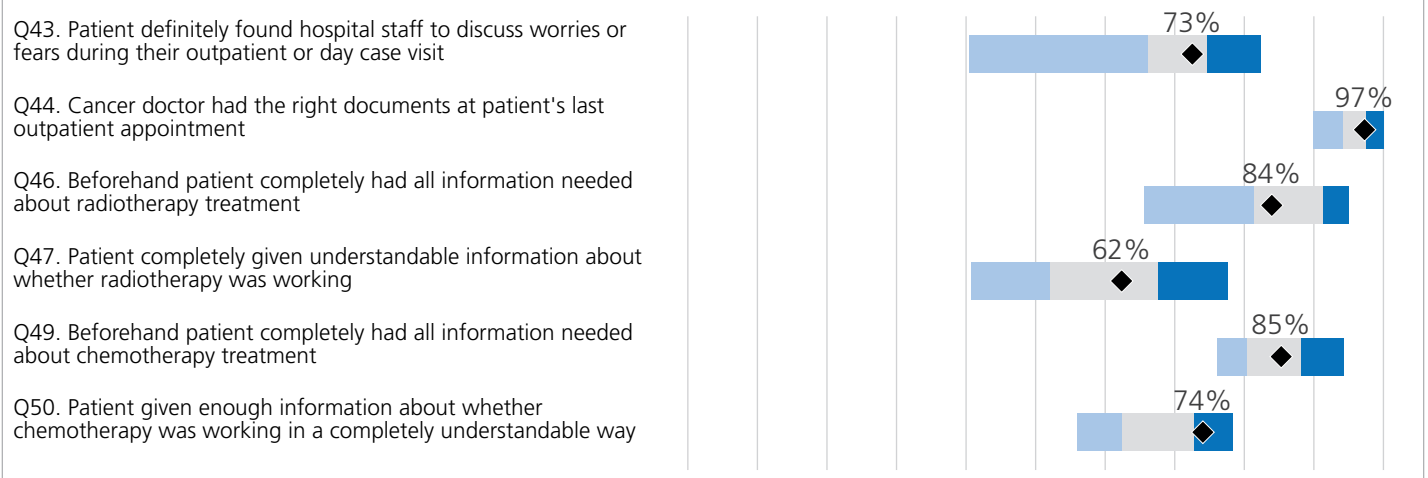 73%
Q43. Patient definitely found hospital staff to discuss worries or
fears during their outpatient or day case visit
97%
Q44. Cancer doctor had the right documents at patient's last
outpatient appointment
84%
Q46. Beforehand patient completely had all information needed
about radiotherapy treatment
62%
Q47. Patient completely given understandable information about
whether radiotherapy was working
85%
Q49. Beforehand patient completely had all information needed
about chemotherapy treatment
74%
Q50. Patient given enough information about whether
chemotherapy was working in a completely understandable way